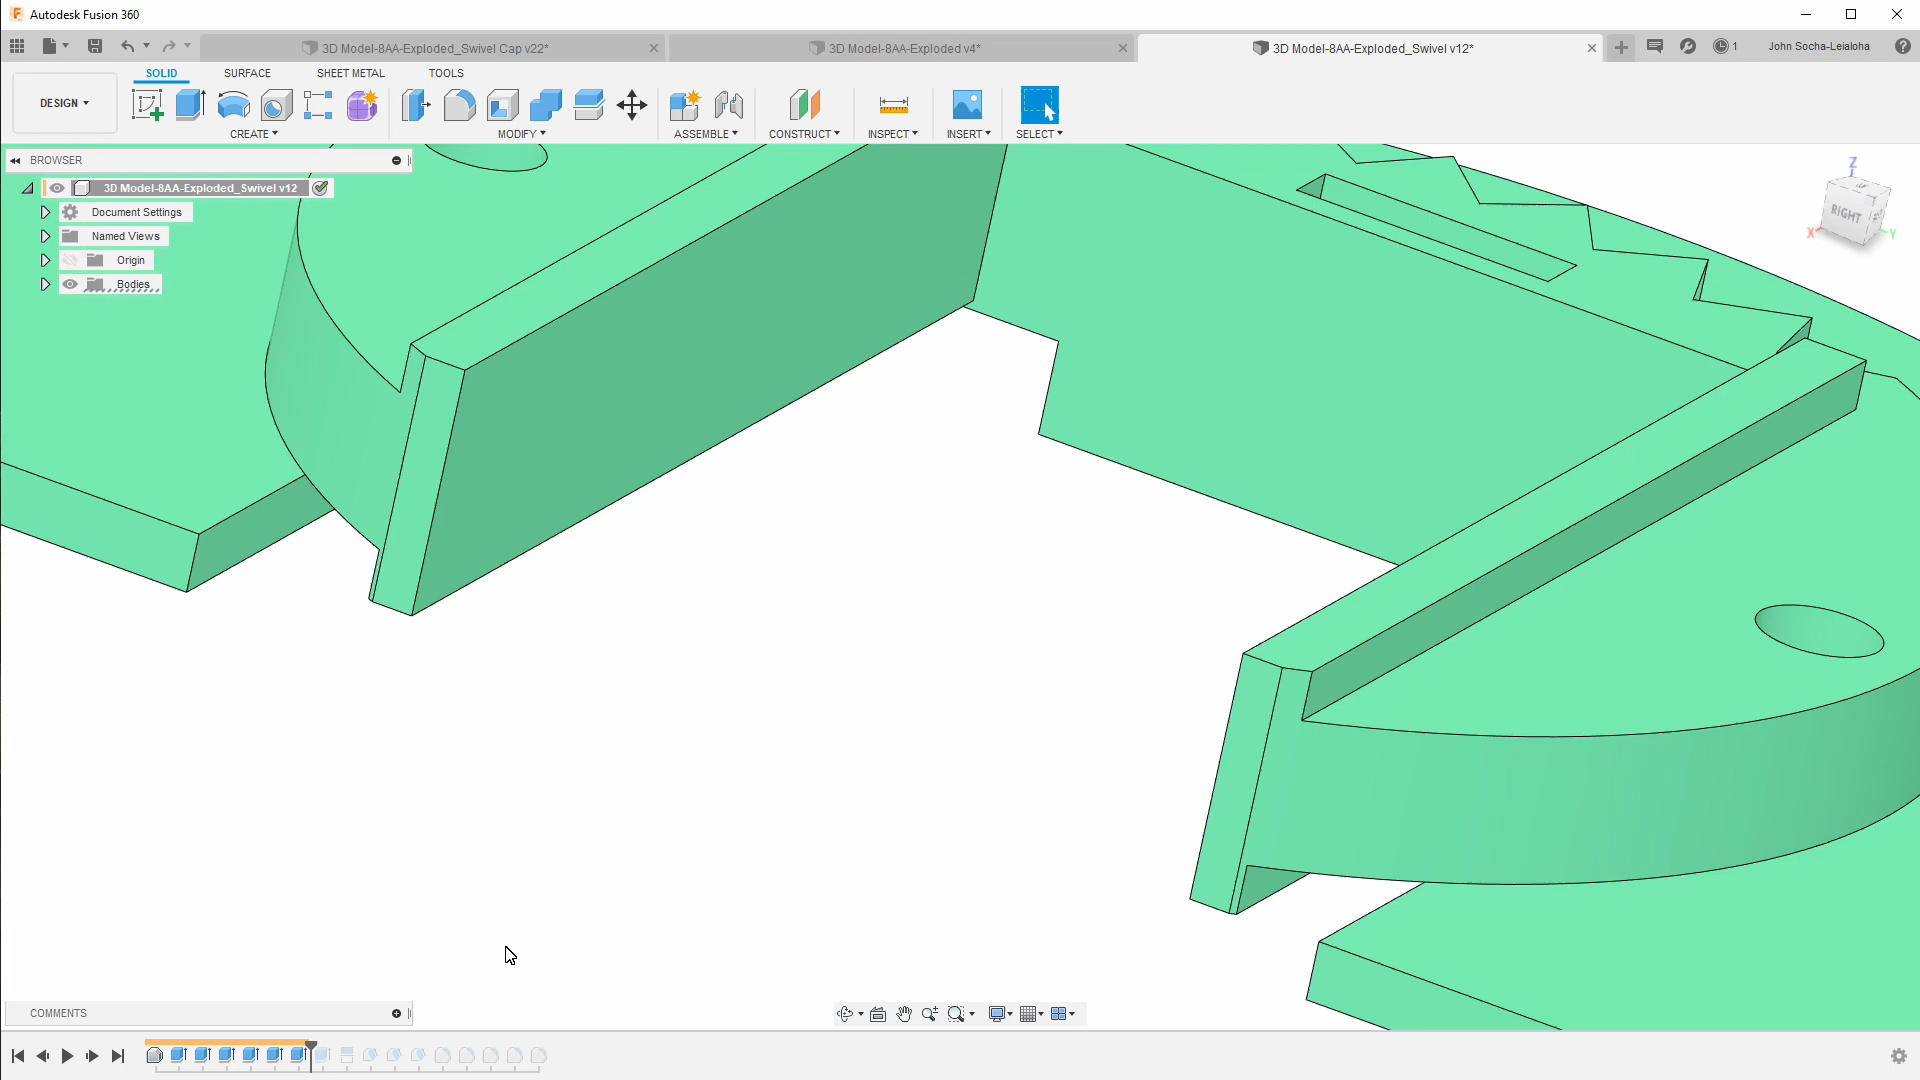 Autodesk Fusion 360
3D Model-8AA-Exploded_Swivel Cap v22*
3D Model-8AA-Exploded v4*
3D Model-8AA-Exploded_Swivel v12*
1
John Socha-Leialoha
DESIGN
SOLID
SURFACE
SHEET METAL
TOOLS
CREATE
MODIFY
ASSEMBLE
CONSTRUCT
INSPECT
INSERT
SELECT
BROWSER
3D Model-8AA-Exploded_Swivel v12
Document Settings
Named Views
Origin
Bodies
Z
RIGHT
X
Y
COMMENTS